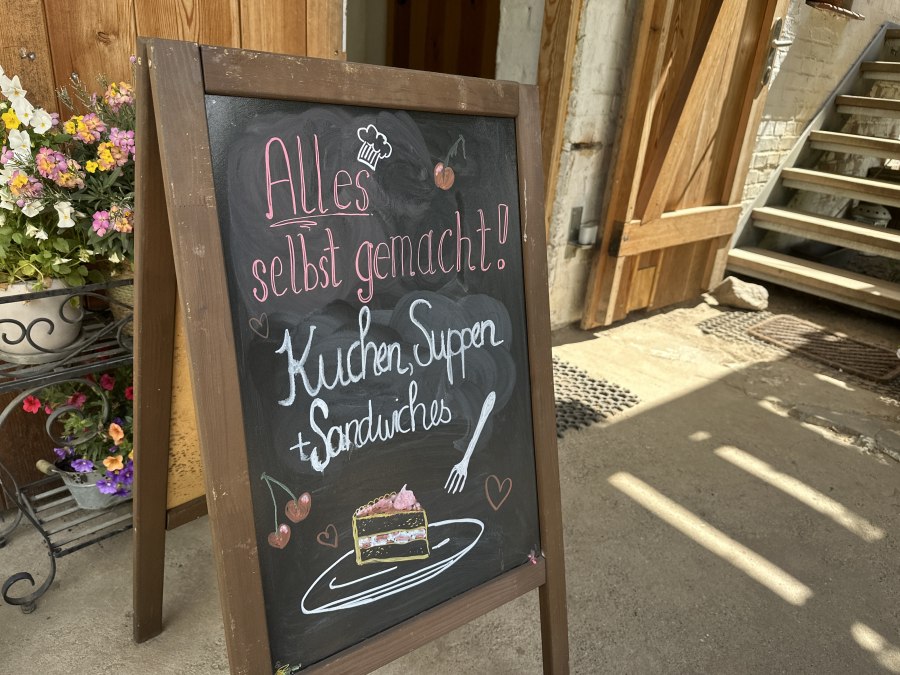 Alles
selbst gemacht!
Kuchen, Suppen
+ Sandwiches